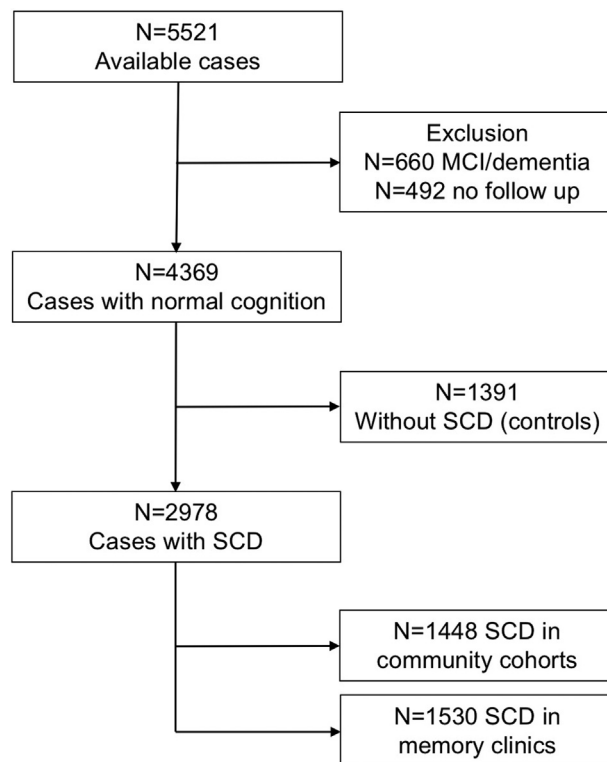 N=5521
Available cases
Exclusion
N=660 MCI/dementia
N=492 no follow up
N=4369
Cases with normal cognition
N=1391
Without SCD (controls)
N=2978
Cases with SCD
N=1448 SCD in
community cohorts
N=1530 SCD in
memory clinics